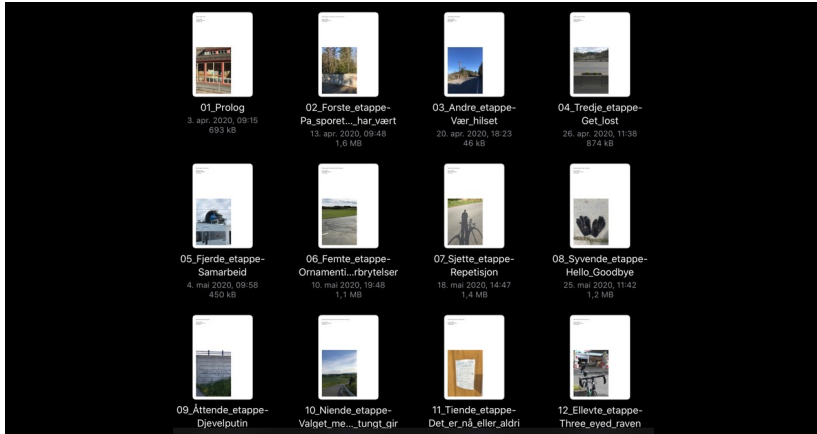 01_Prolog
3. apr. 2020, 09:15
693 kB
02_Forste_etappe-
Pa_sporet..._har_vært
13. apr. 2020, 09:48
1,6 MB
03_Andre_etappe-
Vær_hilset
20. apr. 2020, 18:23
46 kB
04_Tredje_etappe-
Get_lost
26. apr. 2020, 11:38
874 kB
05_Fjerde_etappe-
Samarbeid
4. mai 2020, 09:58
450 kB
06_Femte_etappe-
Ornamenti...rbrytelser
10. mai 2020, 19:48
1,1 MB
07_Sjette_etappe-
Repetisjon
18. mai 2020, 14:47
1,4 MB
08_Syvende_etappe-
Hello_Goodbye
25. mai 2020, 11:42
1,2 MB
09_Åttende_etappe-
Djevelputin
10_Niende_etappe-
Valget_me..._tungt_gir
11_Tiende_etappe-
Det_er_nå_eller_aldri
12_Ellevte_etappe-
Three_eyed_raven